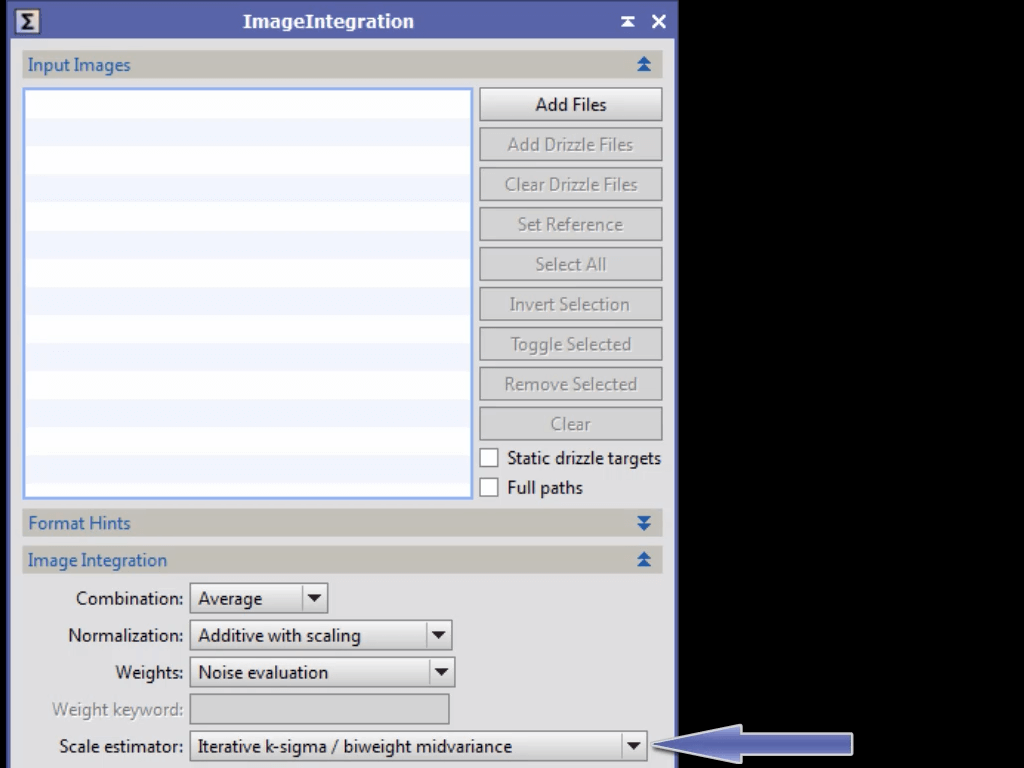 Σ ImageIntegration
Input Images
Add Files
Add Drizzle Files
Clear Drizzle Files
Set Reference
Select All
Invert Selection
Toggle Selected
Remove Selected
Clear
Static drizzle targets
Full paths
Format Hints
Image Integration
Combination: Average
Normalization: Additive with scaling
Weights: Noise evaluation
Weight keyword:
Scale estimator: Iterative k-sigma / biweight midvariance